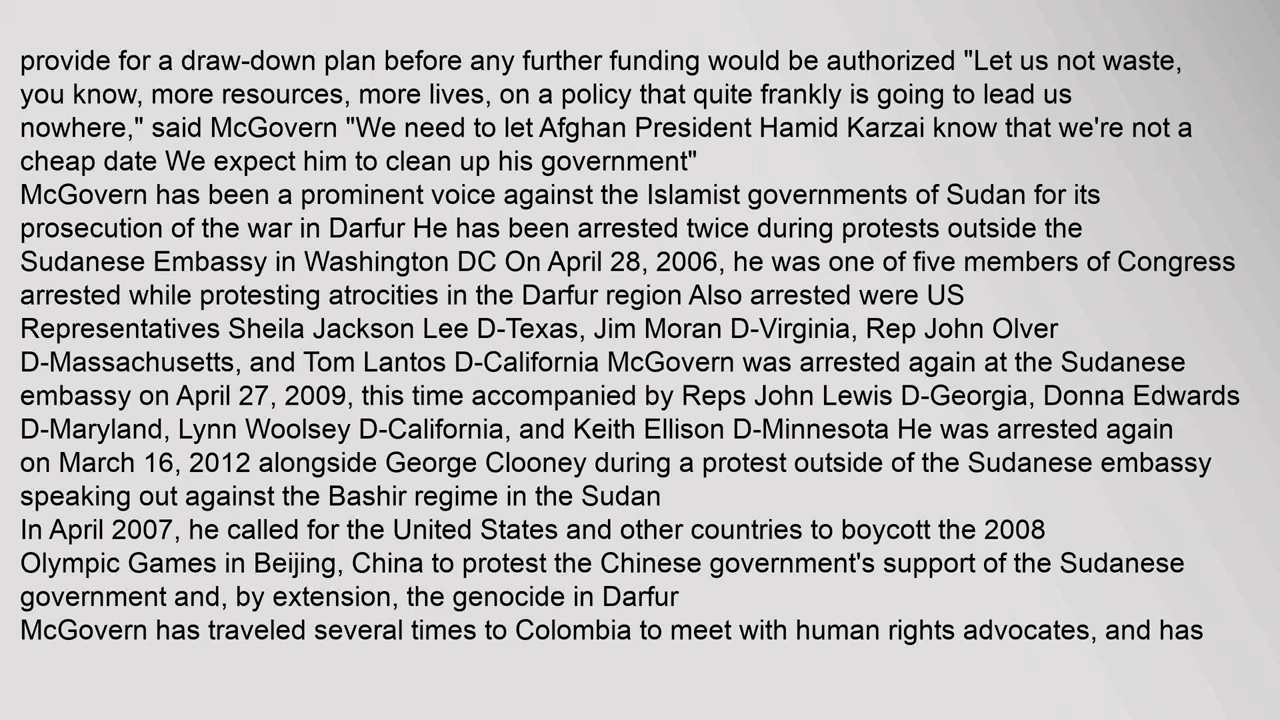 provide for a draw-down plan before any further funding would be authorized "Let us not waste,
you know, more resources, more lives, on a policy that quite frankly is going to lead us
nowhere," said McGovern "We need to let Afghan President Hamid Karzai know that we're not a
cheap date We expect him to clean up his government"
McGovern has been a prominent voice against the Islamist governments of Sudan for its
prosecution of the war in Darfur He has been arrested twice during protests outside the
Sudanese Embassy in Washington DC On April 28, 2006, he was one of five members of Congress
arrested while protesting atrocities in the Darfur region Also arrested were US
Representatives Sheila Jackson Lee D-Texas, Jim Moran D-Virginia, Rep John Olver
D-Massachusetts, and Tom Lantos D-California McGovern was arrested again at the Sudanese
embassy on April 27, 2009, this time accompanied by Reps John Lewis D-Georgia, Donna Edwards
D-Maryland, Lynn Woolsey D-California, and Keith Ellison D-Minnesota He was arrested again
on March 16, 2012 alongside George Clooney during a protest outside of the Sudanese embassy
speaking out against the Bashir regime in the Sudan
In April 2007, he called for the United States and other countries to boycott the 2008
Olympic Games in Beijing, China to protest the Chinese government's support of the Sudanese
government and, by extension, the genocide in Darfur
McGovern has traveled several times to Colombia to meet with human rights advocates, and has